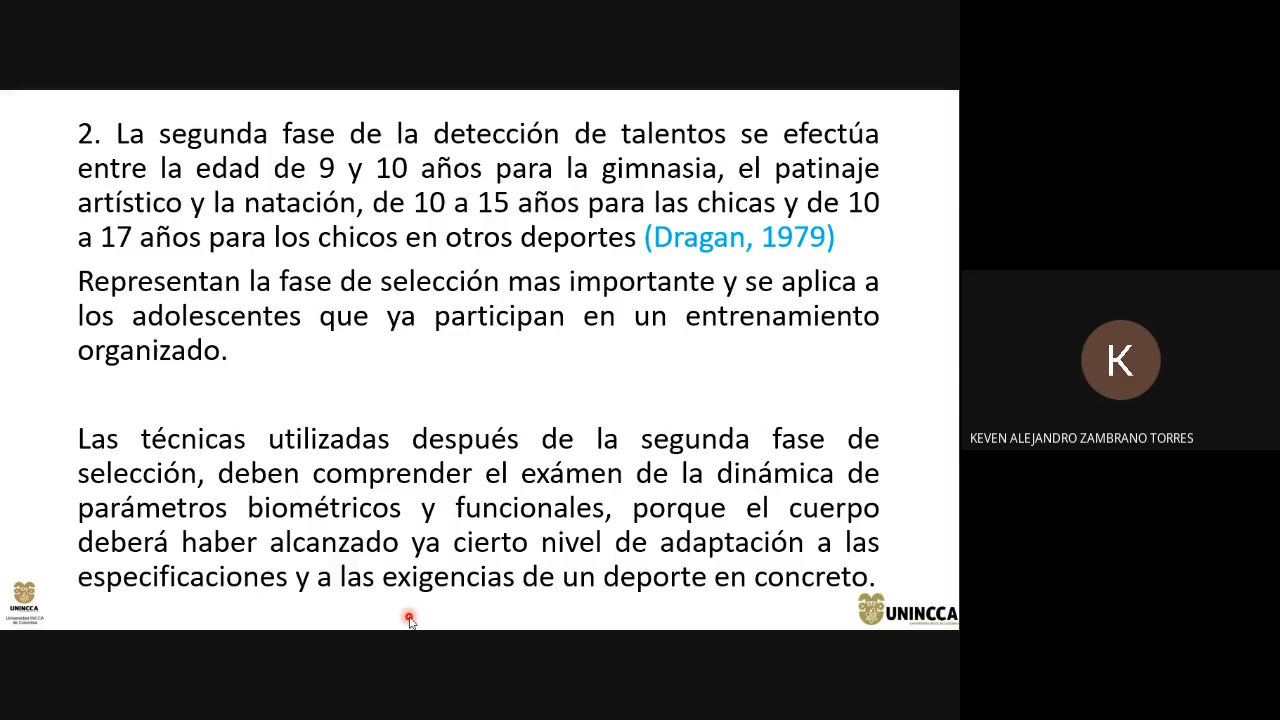 2. La segunda fase de la detección de talentos se efectúa
entre la edad de 9 y 10 años para la gimnasia, el patinaje
artístico y la natación, de 10 a 15 años para las chicas y de 10
a 17 años para los chicos en otros deportes (Dragan, 1979)
Representan la fase de selección mas importante y se aplica a
los adolescentes que ya participan en un entrenamiento
organizado.
Las técnicas utilizadas después de la segunda fase de
selección, deben comprender el exámen de la dinámica de
parámetros biométricos y funcionales, porque el cuerpo
deberá haber alcanzado ya cierto nivel de adaptación a las
especificaciones y a las exigencias de un deporte en concreto.
UNINCCA
Universidad INCCA
de Colombia
UNINCCA
K
KEVEN ALEJANDRO ZAMBRANO TORRES